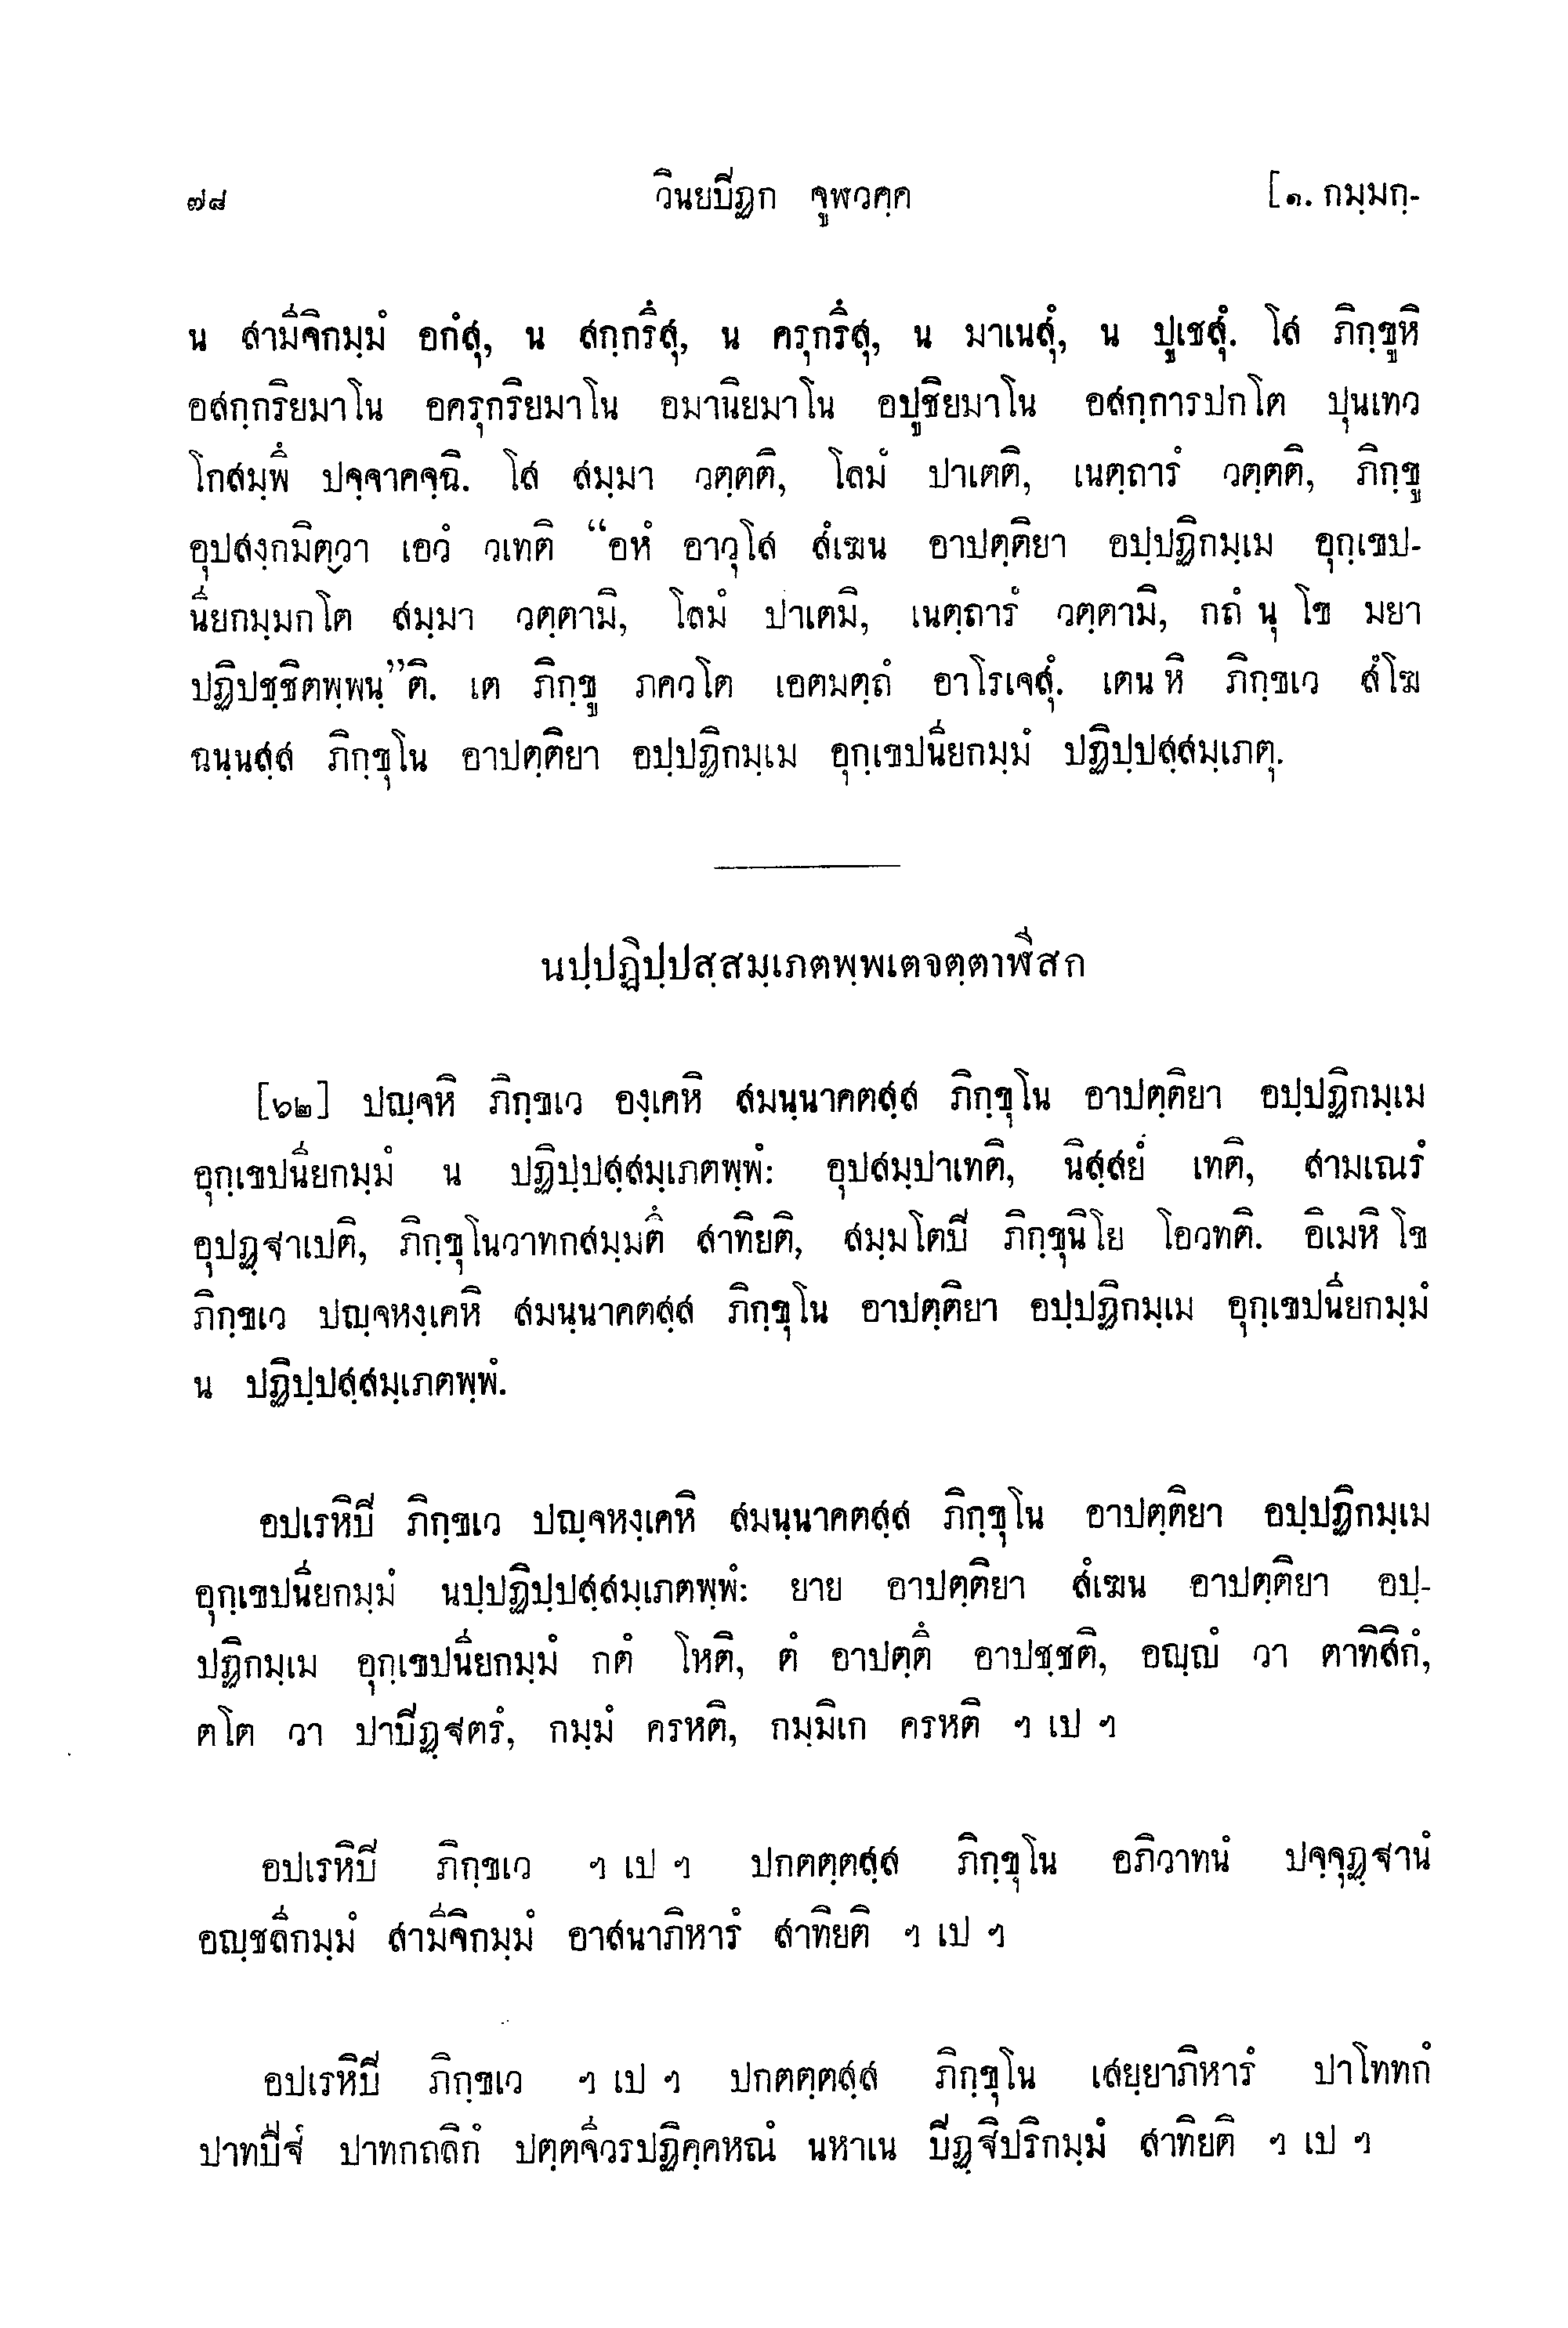 ๗๘ วินยปิฏก จูฬวคฺค [๑. กมฺมกฺ-
น สามีจิกมฺมํ อกํสุ, น สกฺกรึสุ, น ครุกรึสุ, น มาเนสุํ, น ปูเชสุํ. โส ภิกฺขูหิ
อสกฺกริยมาโน อครุกริยมาโน อมานิยมาโน อปูชิยมาโน อสกฺการปกโต ปุนเทว
โกสมฺพึ ปจฺจาคจฺฉิ. โส สมฺมา วตฺตติ, โลมํ ปาเตติ, เนตฺถารํ วตฺตติ, ภิกฺขู
อุปสงฺกมิตฺวา เอวํ วเทติ “อหํ อาวุโส สํเฆน อาปตฺติยา อปฺปฏิกมฺเม อุกฺเขป-
นียกมฺมกโต สมฺมา วตฺตามิ, โลมํ ปาเตมิ, เนตฺถารํ วตฺตามิ, กถํ นุ โข มยา
ปฏิปชฺชิตพฺพนฺ”ติ. เต ภิกฺขู ภควโต เอตมตฺถํ อาโรเจสุํ. เตน หิ ภิกฺขเว สํโฆ
ฉนฺนสฺส ภิกฺขุโน อาปตฺติยา อปฺปฏิกมฺเม อุกฺเขปนียกมฺมํ ปฏิปฺปสฺสมฺเภตุ.
นปฺปฏิปฺปสฺสมฺเภตพฺพเตจตฺตาฬีสก
[๖๒] ปญฺจหิ ภิกฺขเว องฺเคหิ สมนฺนาคตสฺส ภิกฺขุโน อาปตฺติยา อปฺปฏิกมฺเม
อุกฺเขปนียกมฺมํ น ปฏิปฺปสฺสมฺเภตพฺพํ: อุปสมฺปาเทติ, นิสฺสยํ เทติ, สามเณรํ
อุปฏฺฐาเปติ, ภิกฺขุโนวาทกสมฺมตึ สาทิยติ, สมฺมโตปิ ภิกฺขุนิโย โอวทติ. อิเมหิ โข
ภิกฺขเว ปญฺจหงฺเคหิ สมนฺนาคตสฺส ภิกฺขุโน อาปตฺติยา อปฺปฏิกมฺเม อุกฺเขปนียกมฺมํ
น ปฏิปฺปสฺสมฺเภตพฺพํ.
อปเรหิปิ ภิกฺขเว ปญฺจหงฺเคหิ สมนฺนาคตสฺส ภิกฺขุโน อาปตฺติยา อปฺปฏิกมฺเม
อุกฺเขปนียกมฺมํ นปฺปฏิปฺปสฺสมฺเภตพฺพํ: ยาย อาปตฺติยา สํเฆน อาปตฺติยา อปฺ-
ปฏิกมฺเม อุกฺเขปนียกมฺมํ กตํ โหติ, ตํ อาปตฺตึ อาปชฺชติ, อญฺญํ วา ตาทิสิกํ,
ตโต วา ปาปิฏฺฐตรํ, กมฺมํ ครหติ, กมฺมิเก ครหติ ฯ เป ฯ
อปเรหิปิ ภิกฺขเว ฯ เป ฯ ปกตตฺตสฺส ภิกฺขุโน อภิวาทนํ ปจฺจุฏฺฐานํ
อญฺชลีกมฺมํ สามีจิกมฺมํ อาสนาภิหารํ สาทิยติ ฯ เป ฯ
อปเรหิปิ ภิกฺขเว ฯ เป ฯ ปกตตฺตสฺส ภิกฺขุโน เสยฺยาภิหารํ ปาโททกํ
ปาทปีฐํ ปาทกถลิกํ ปตฺตจีวรปฏิคฺคหณํ นหาเน ปิฏฺฐิปริกมฺมํ สาทิยติ ฯ เป ฯ